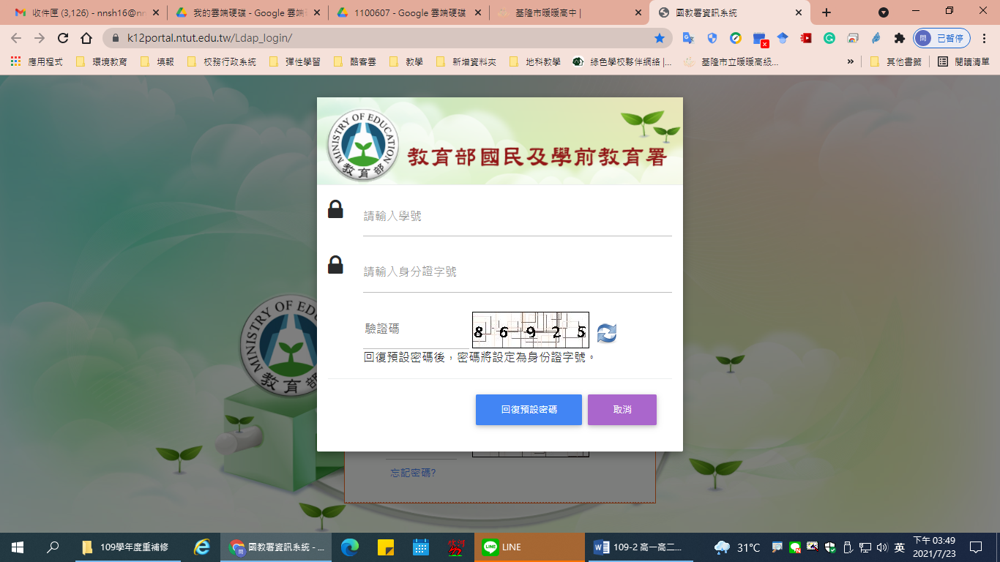 收件匣 (3,126) - nnsh16@nn
我的雲端硬碟 - Google 雲端
1100607 - Google 雲端硬碟
基隆市暖暖高中 |
國教署資訊系統
k12portal.ntut.edu.tw/Ldap_login/
問 已暫停
應用程式 環境教育 填報 校務行政系統 彈性學習 酷客雲 教學 新增資料夾 地科教學 綠色學校夥伴網絡 |... 基隆市立暖暖高級... » 其他書籤 閱讀清單
MINISTRY OF EDUCATION
教育部
教育部國民及學前教育署
請輸入學號
請輸入身分證字號
驗證碼
8 6 9 2 5
回復預設密碼後，密碼將設定為身份證字號。
回復預設密碼 取消
MINISTRY OF EDUC
教育部
忘記密碼?
109學年度重補修
國教署資訊系統 - ...
LINE
109-2 高一高二...
31°C
英
下午 03:49
2021/7/23